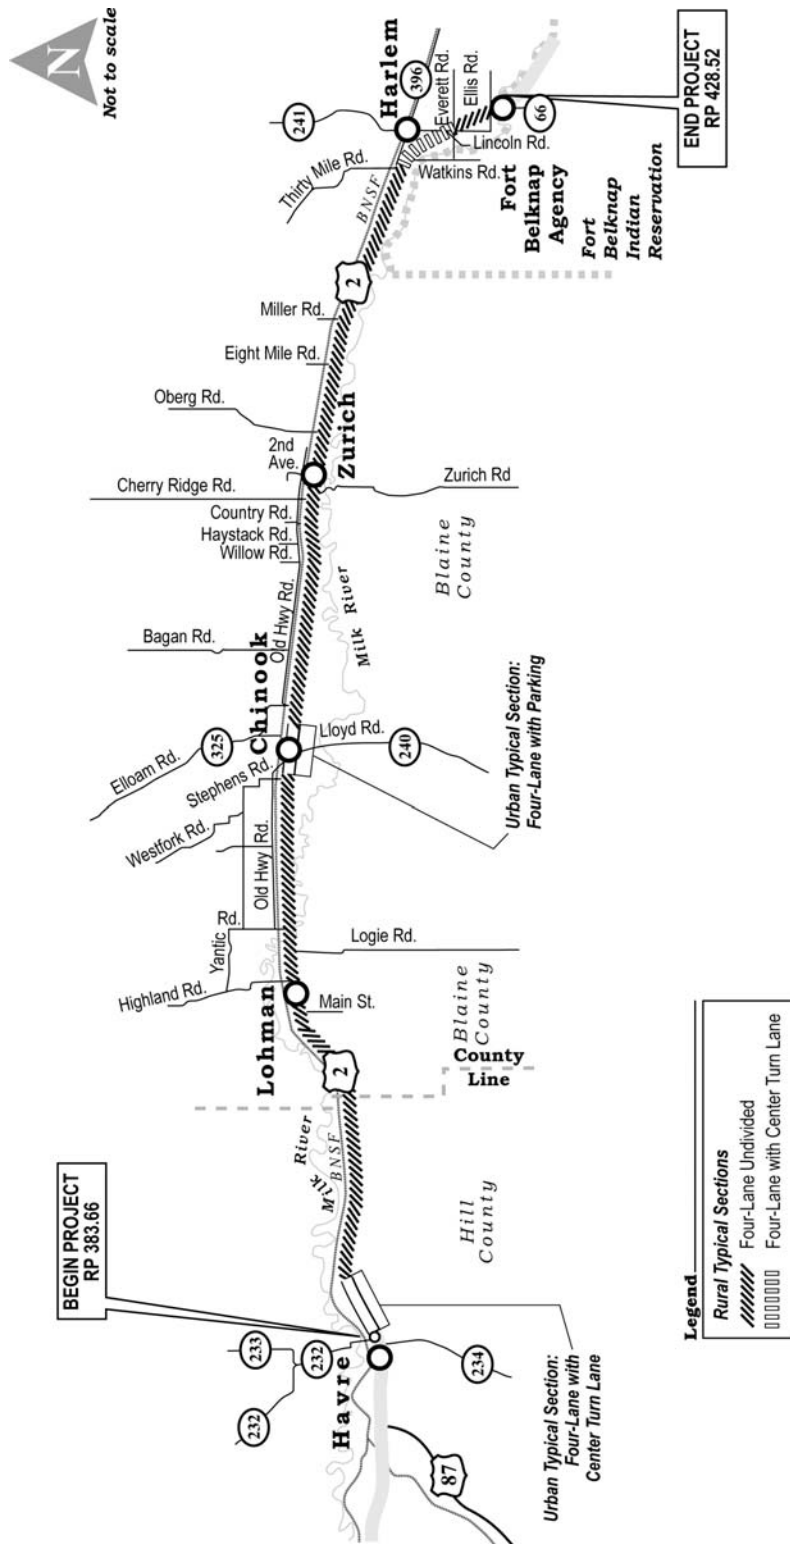 N
Not to scale
BEGIN PROJECT
RP 383.66
232
233
232
234
Havre
87
Urban Typical Section:
Four-Lane with
Center Turn Lane
Hill
County
Milk River
BNSF
2
County
Line
Blaine
County
Lohman
Main St.
Highland Rd.
Yantic
Rd.
Logie Rd.
Old Hwy Rd.
Westfork Rd.
Stephens Rd.
Elloam Rd.
325
Chinook
Lloyd Rd.
240
Urban Typical Section:
Four-Lane with Parking
Bagan Rd.
Old Hwy Rd.
Milk River
Blaine
County
Willow Rd.
Haystack Rd.
Country Rd.
Cherry Ridge Rd.
2nd
Ave.
Zurich
Zurich Rd
Oberg Rd.
Eight Mile Rd.
Miller Rd.
2
BNSF
Thirty Mile Rd.
241
Harlem
396
Everett Rd.
Ellis Rd.
Lincoln Rd.
Watkins Rd.
66
Fort
Belknap
Agency
Fort
Belknap
Indian
Reservation
END PROJECT
RP 428.52
Legend
Rural Typical Sections
Four-Lane Undivided
Four-Lane with Center Turn Lane